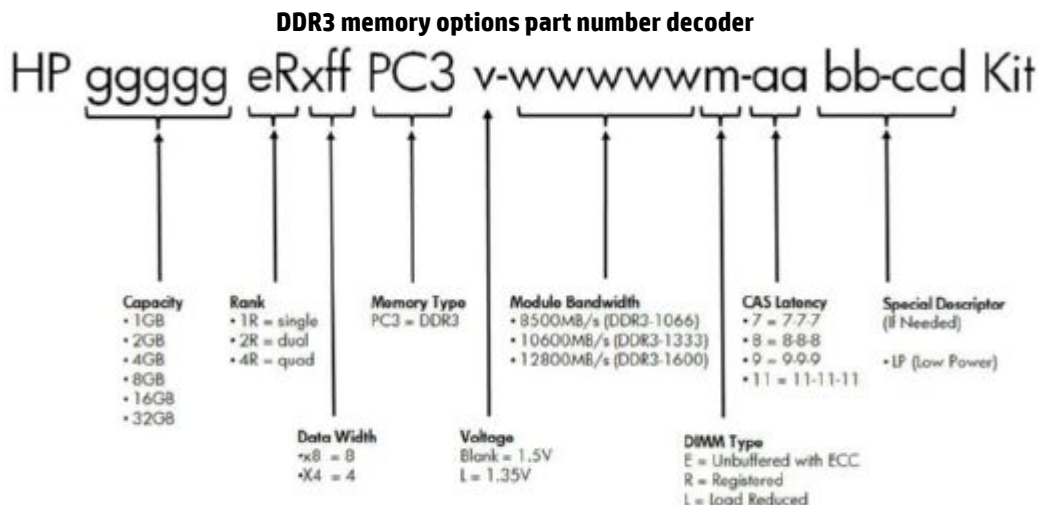 DDR3 memory options part number decoder
HP ggggg eRxff PC3 v-wwwwwm-aa bb-ccd Kit
Capacity
• 1GB
• 2GB
• 4GB
• 8GB
• 16GB
• 32GB
Rank
• 1R = single
• 2R = dual
• 4R = quad
Memory Type
PC3 = DDR3
Module Bandwidth
• 8500MB/s (DDR3-1066)
• 10600MB/s (DDR3-1333)
• 12800MB/s (DDR3-1600)
CAS Latency
• 7 = 7-7-7
• 8 = 8-8-8
• 9 = 9-9-9
• 11 = 11-11-11
Special Descriptor
(If Needed)
• LP (Low Power)
Data Width
•x8 = 8
•X4 = 4
Voltage
Blank = 1.5V
L = 1.35V
DIMM Type
E = Unbuffered with ECC
R = Registered
L = Load Reduced